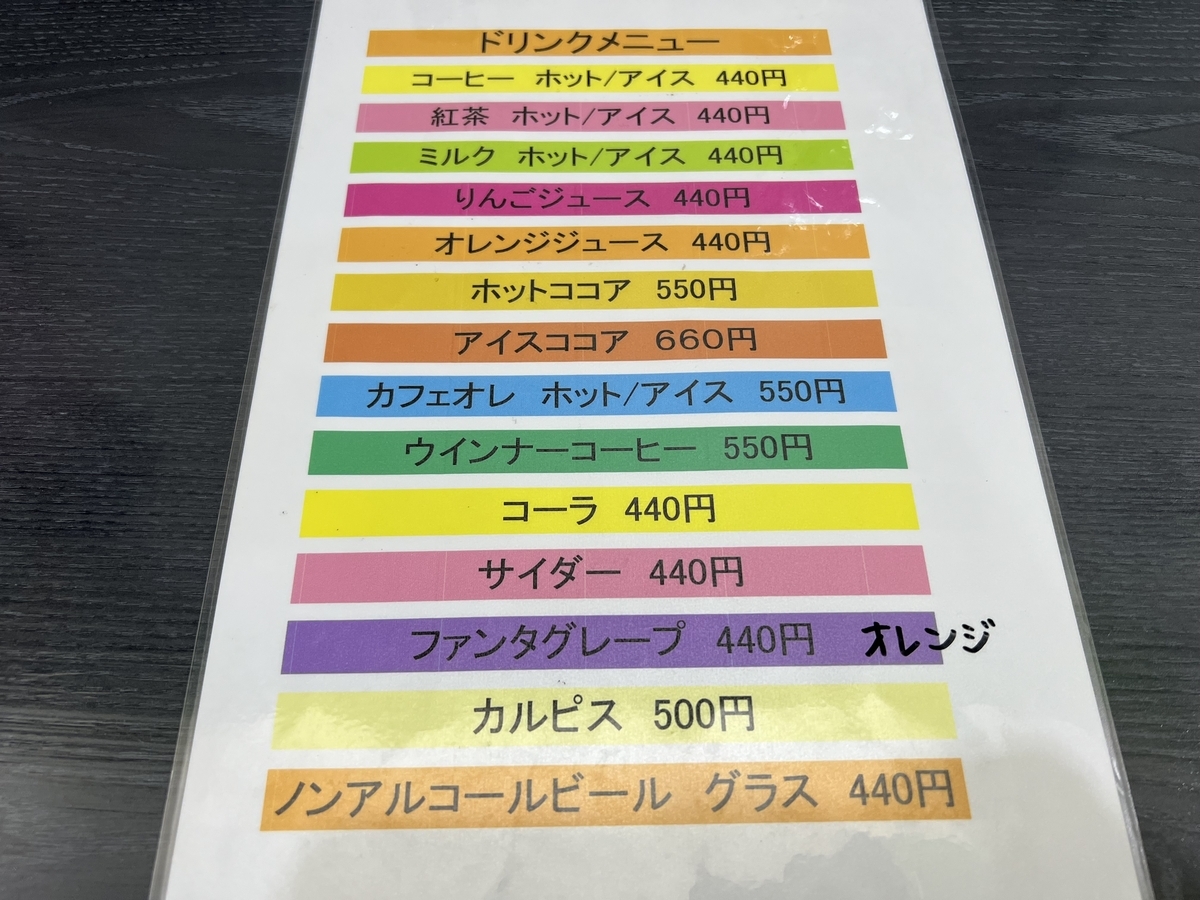 ドリンクメニュー
コーヒー ホット/アイス 440円
紅茶 ホット/アイス 440円
ミルク ホット/アイス 440円
りんごジュース 440円
オレンジジュース 440円
ホットココア 550円
アイスココア 660円
カフェオレ ホット/アイス 550円
ウインナーコーヒー 550円
コーラ 440円
サイダー 440円
ファンタグレープ 440円 オレンジ
カルピス 500円
ノンアルコールビール グラス 440円